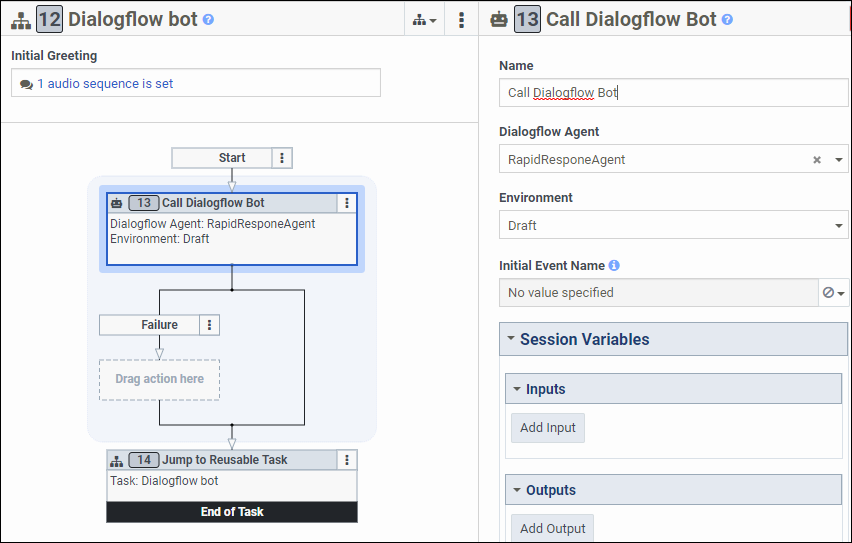 12 Dialogflow bot ?
Initial Greeting
1 audio sequence is set
Start
13 Call Dialogflow Bot
Dialogflow Agent: RapidResponeAgent
Environment: Draft
Failure
Drag action here
14 Jump to Reusable Task
Task: Dialogflow bot
End of Task
13 Call Dialogflow Bot ?
Name
Call Dialogflow Bot
Dialogflow Agent
RapidResponeAgent
Environment
Draft
Initial Event Name
No value specified
Session Variables
Inputs
Add Input
Outputs
Add Output